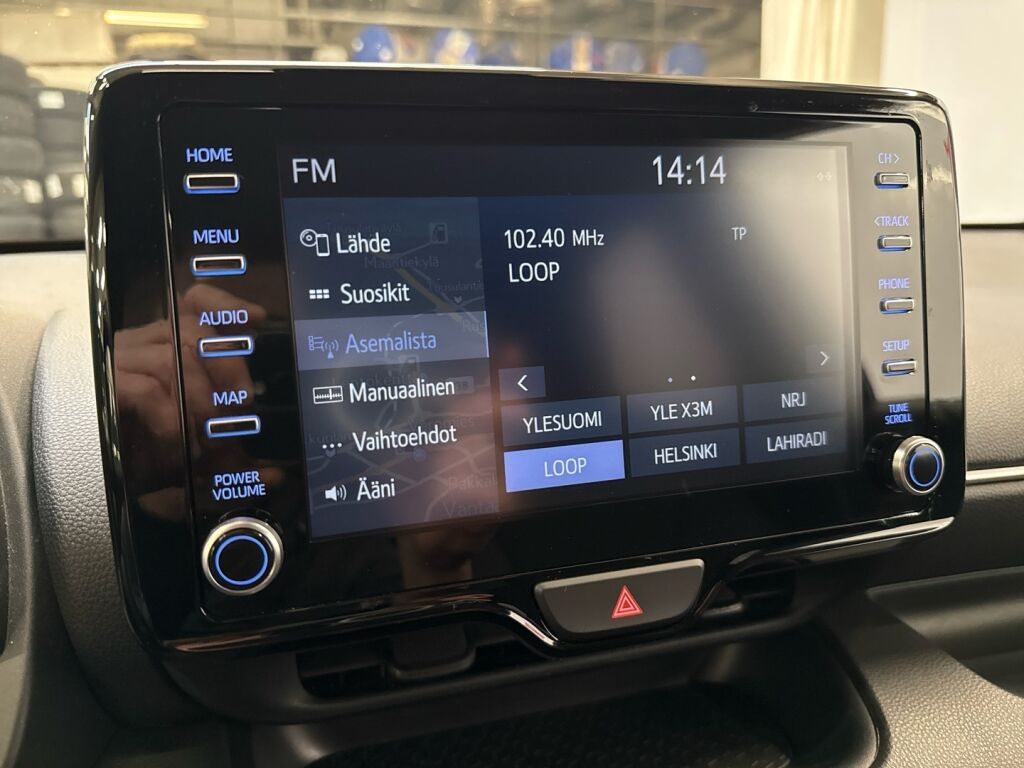 HOME
MENU
AUDIO
MAP
POWER
VOLUME
FM
14:14
Lähde
Suosikit
Asemalista
Manuaalinen
Vaihtoehdot
Ääni
102.40 MHz
TP
LOOP
<
>
YLESUOMI
YLE X3M
NRJ
LOOP
HELSINKI
LAHIRADI
CH>
<TRACK
PHONE
SETUP
TUNE
SCROLL